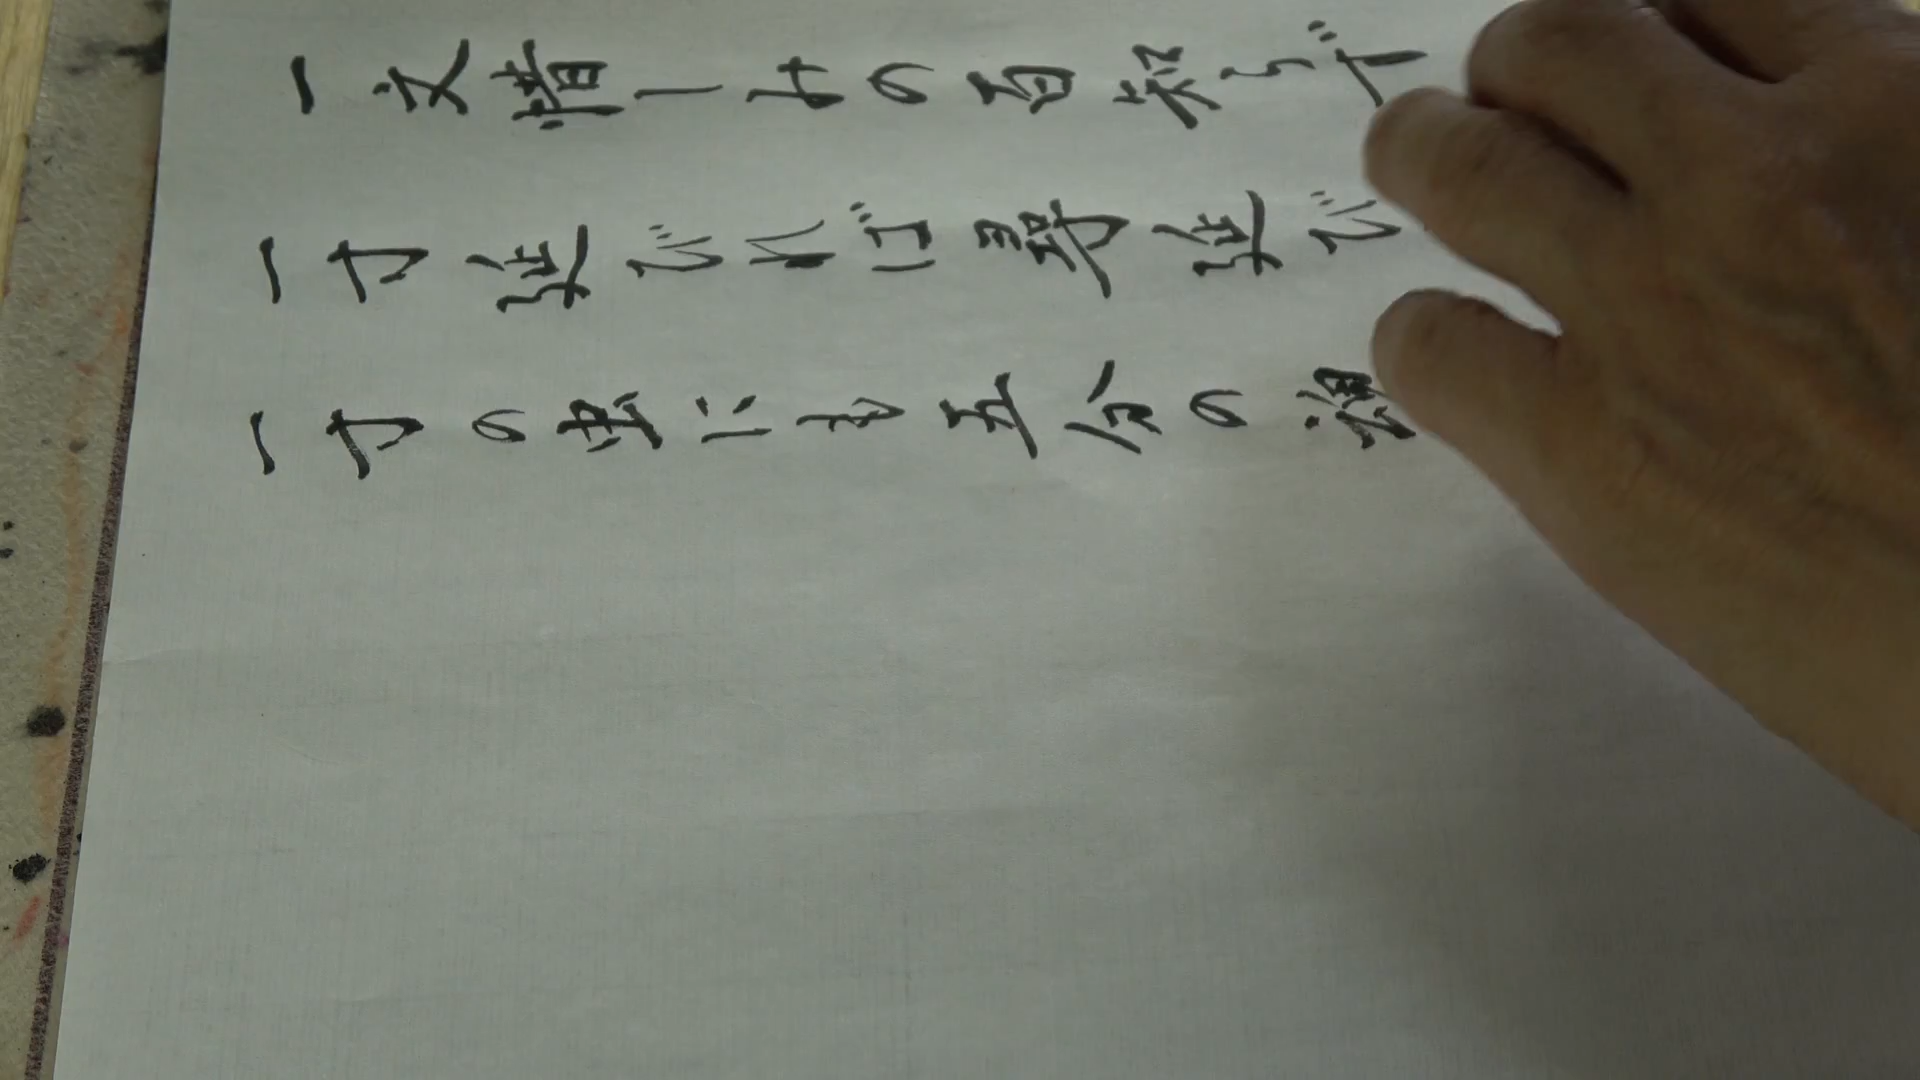 一文惜しみの百知らず
一寸延びれば尋延び
一寸の虫にも五分の魂